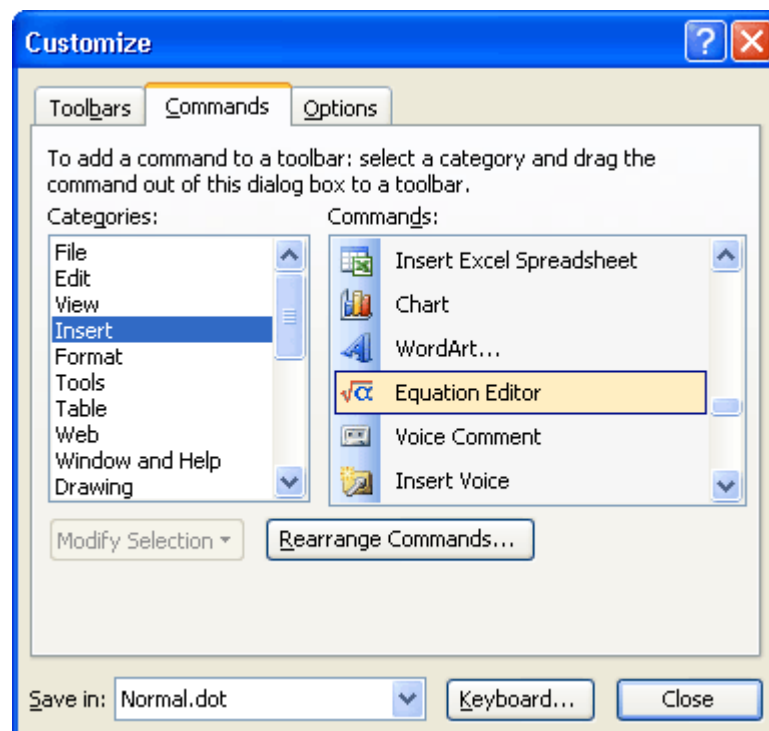 Customize
Toolbars Commands Options
To add a command to a toolbar: select a category and drag the
command out of this dialog box to a toolbar.
Categories:
File
Edit
View
Insert
Format
Tools
Table
Web
Window and Help
Drawing
Commands:
Insert Excel Spreadsheet
Chart
WordArt...
√α Equation Editor
Voice Comment
Insert Voice
Modify Selection Rearrange Commands...
Save in: Normal.dot Keyboard... Close